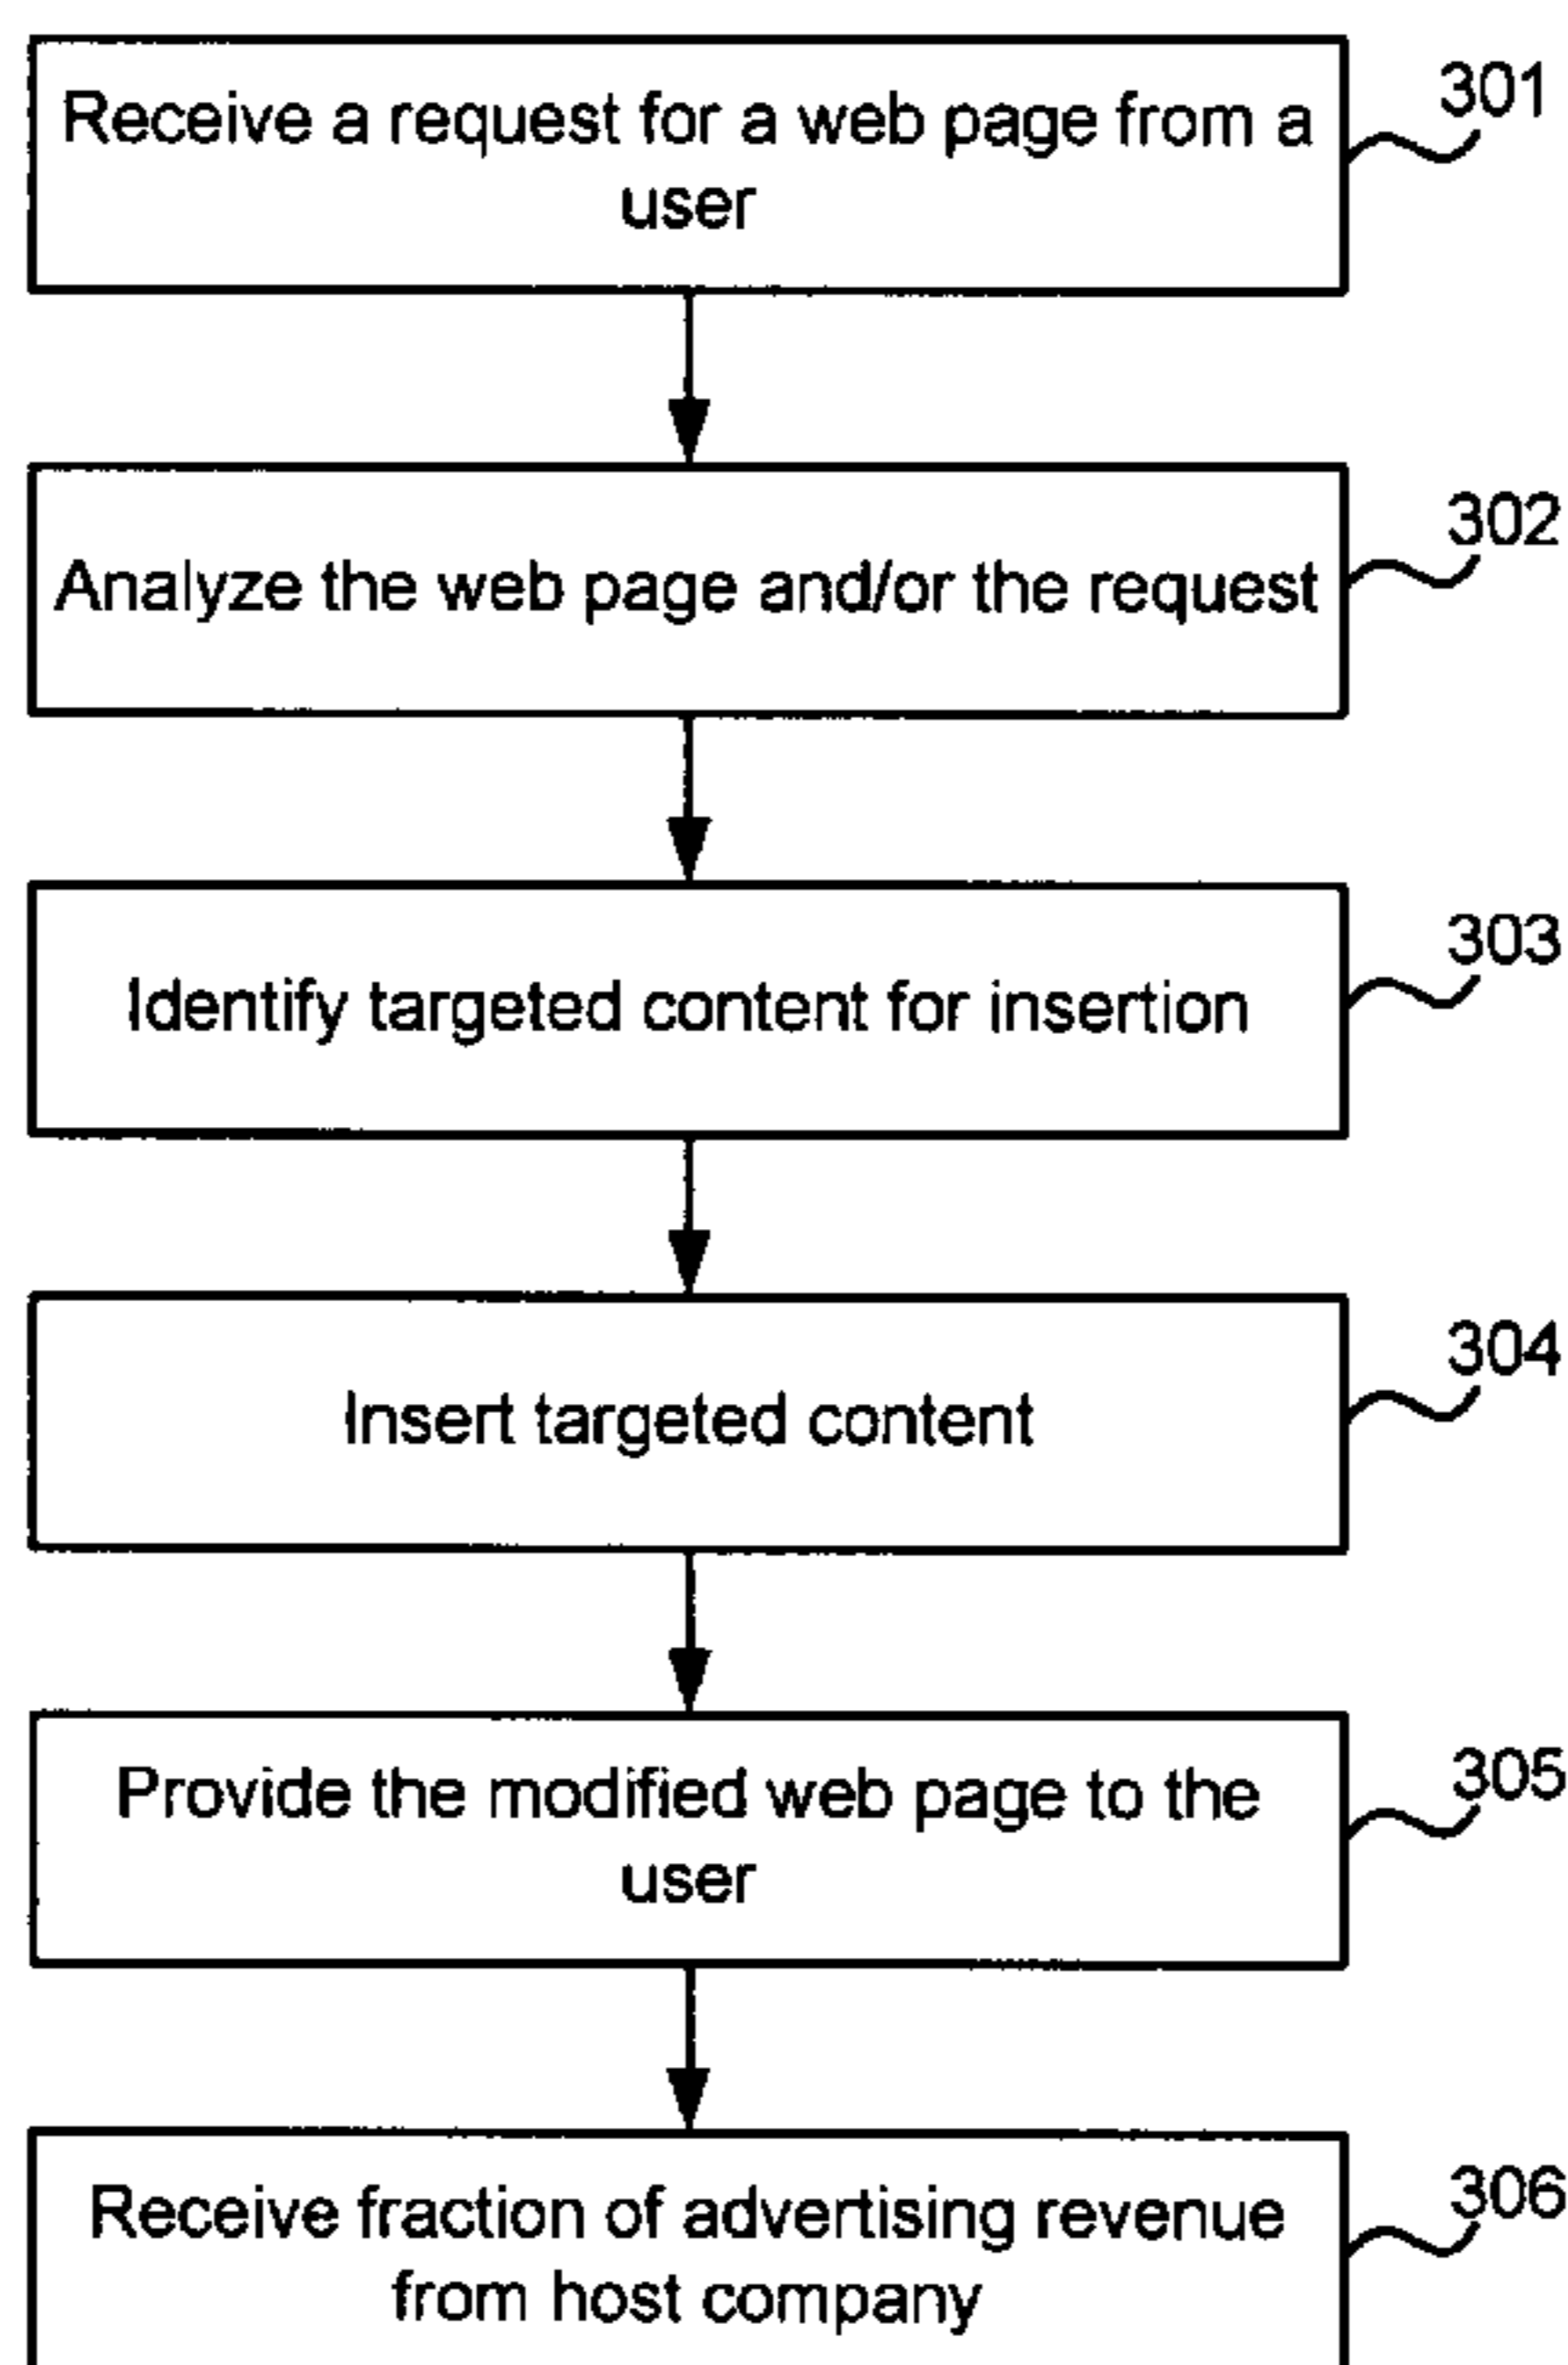 Receive a request for a web page from a
user
301
Analyze the web page and/or the request
302
Identify targeted content for insertion
303
Insert targeted content
304
Provide the modified web page to the
user
305
Receive fraction of advertising revenue
from host company
306